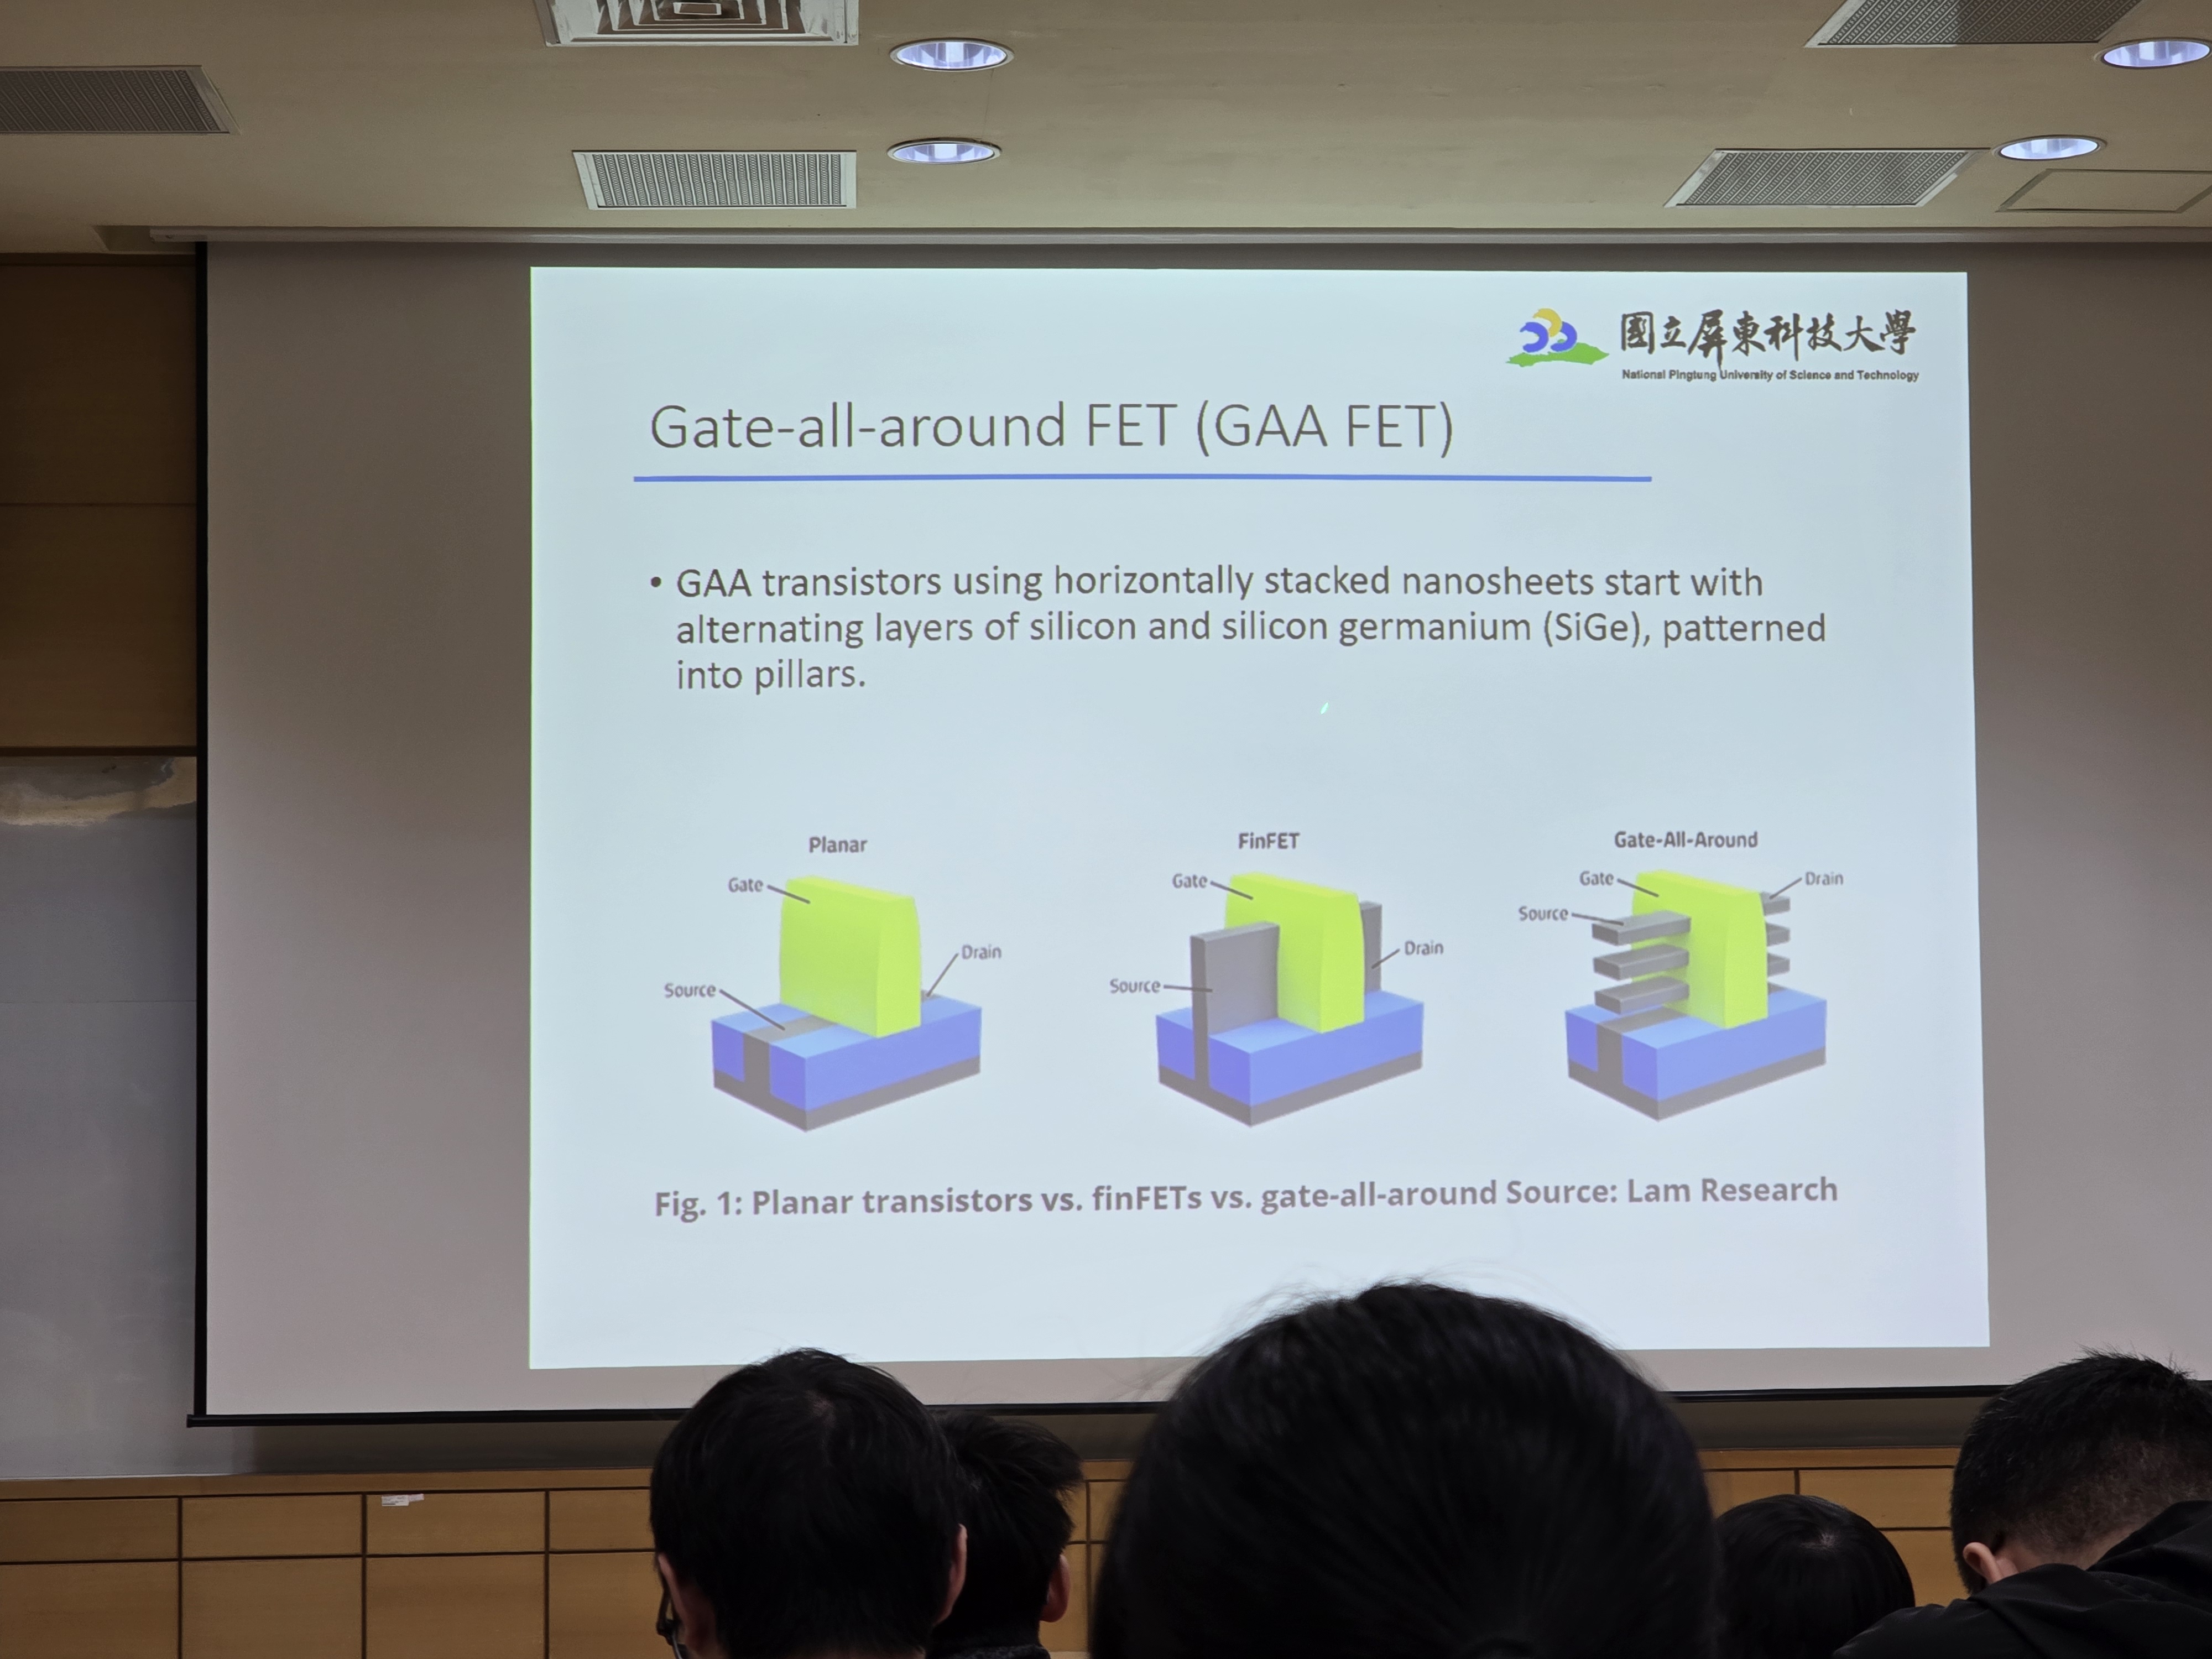 國立屏東科技大學
National Pingtung University of Science and Technology
Gate-all-around FET (GAA FET)
• GAA transistors using horizontally stacked nanosheets start with
alternating layers of silicon and silicon germanium (SiGe), patterned
into pillars.
Planar
Gate
Drain
Source
FinFET
Gate
Drain
Source
Gate-All-Around
Gate
Drain
Source
Fig. 1: Planar transistors vs. finFETs vs. gate-all-around Source: Lam Research